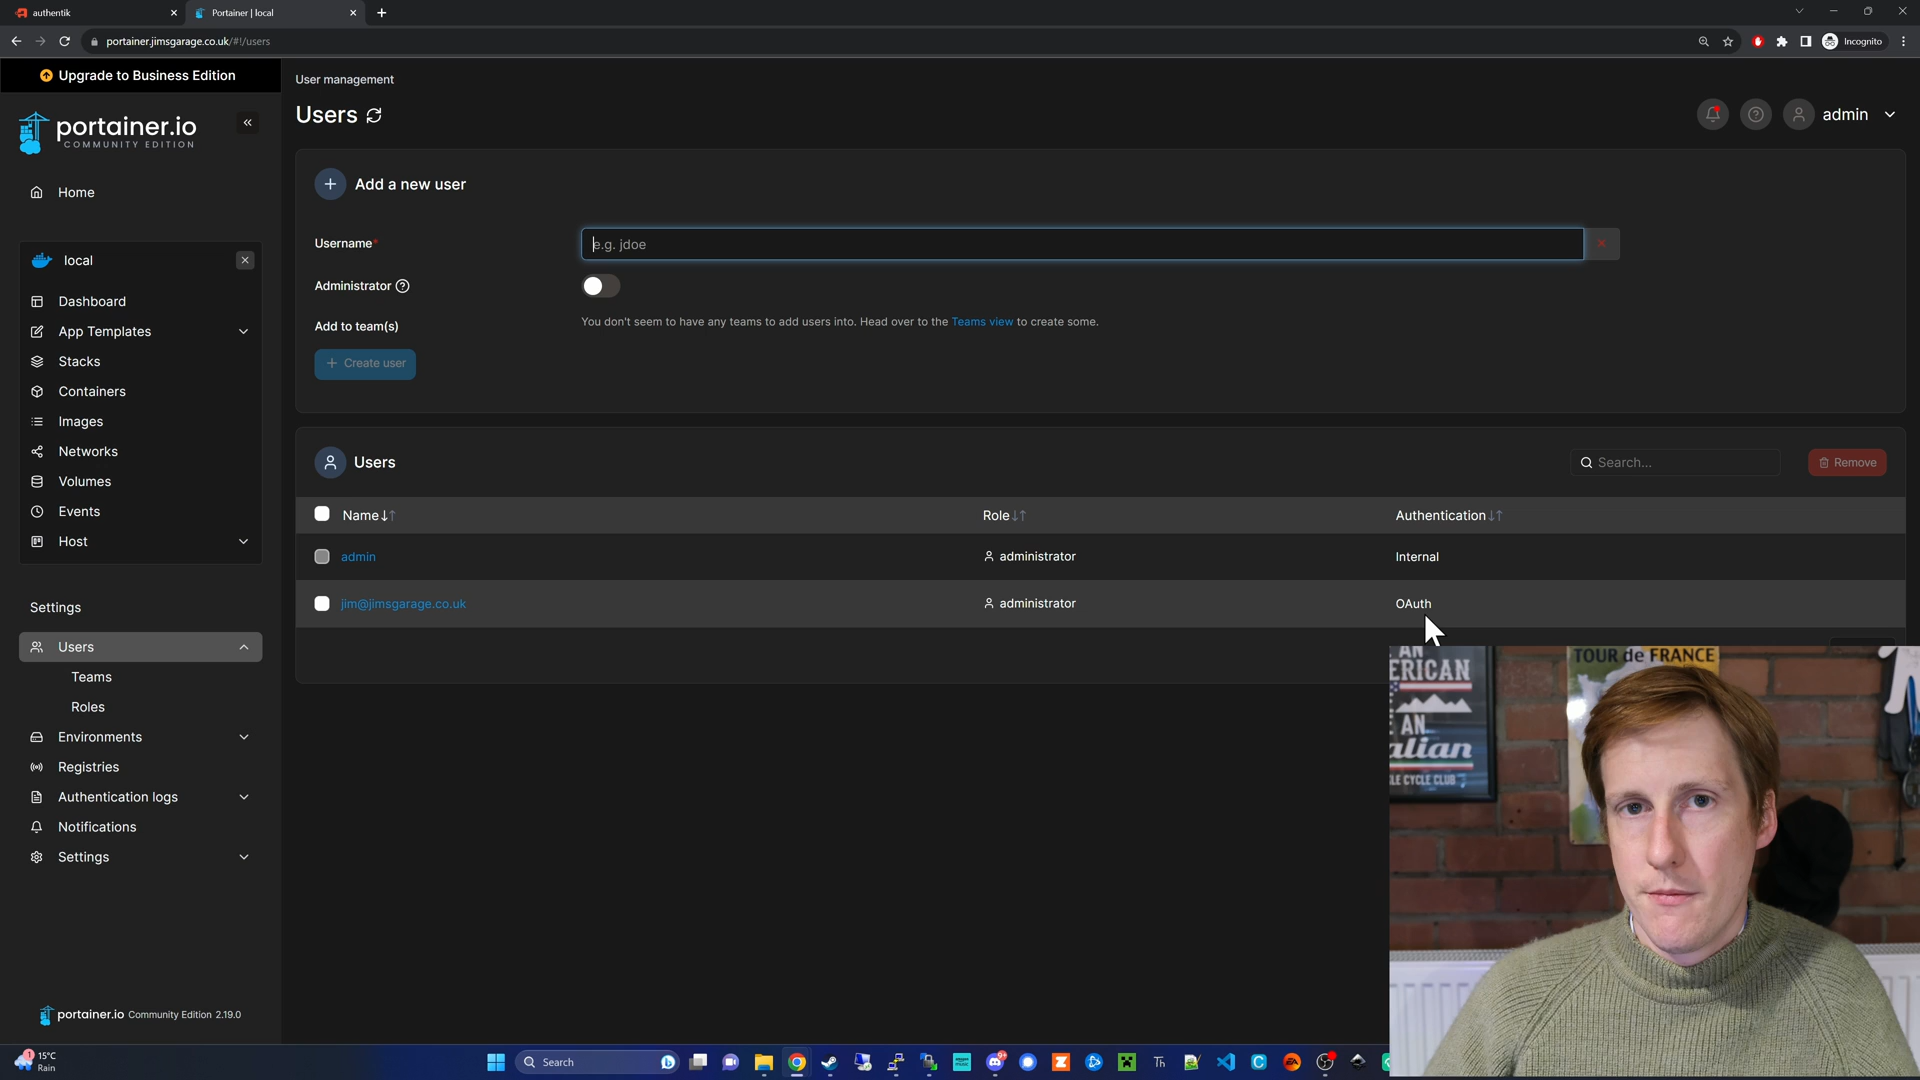 authentik
Portainer | local
portainer.jimsgarage.co.uk/#!/users
Incognito
Upgrade to Business Edition
portainer.io
COMMUNITY EDITION
Home
local
Dashboard
App Templates
Stacks
Containers
Images
Networks
Volumes
Events
Host
Settings
Users
Teams
Roles
Environments
Registries
Authentication logs
Notifications
Settings
portainer.io Community Edition 2.19.0
User management
Users
admin
Add a new user
Username*
e.g. jdoe
Administrator
Add to team(s)
You don't seem to have any teams to add users into. Head over to the Teams view to create some.
+ Create user
Users
Search...
Remove
Name
Role
Authentication
admin
administrator
Internal
jim@jimsgarage.co.uk
administrator
OAuth
AN
ERICAN
AN
alian
LE CYCLE CLUB
TOUR de FRANCE
1
15°C
Rain
Search
Th